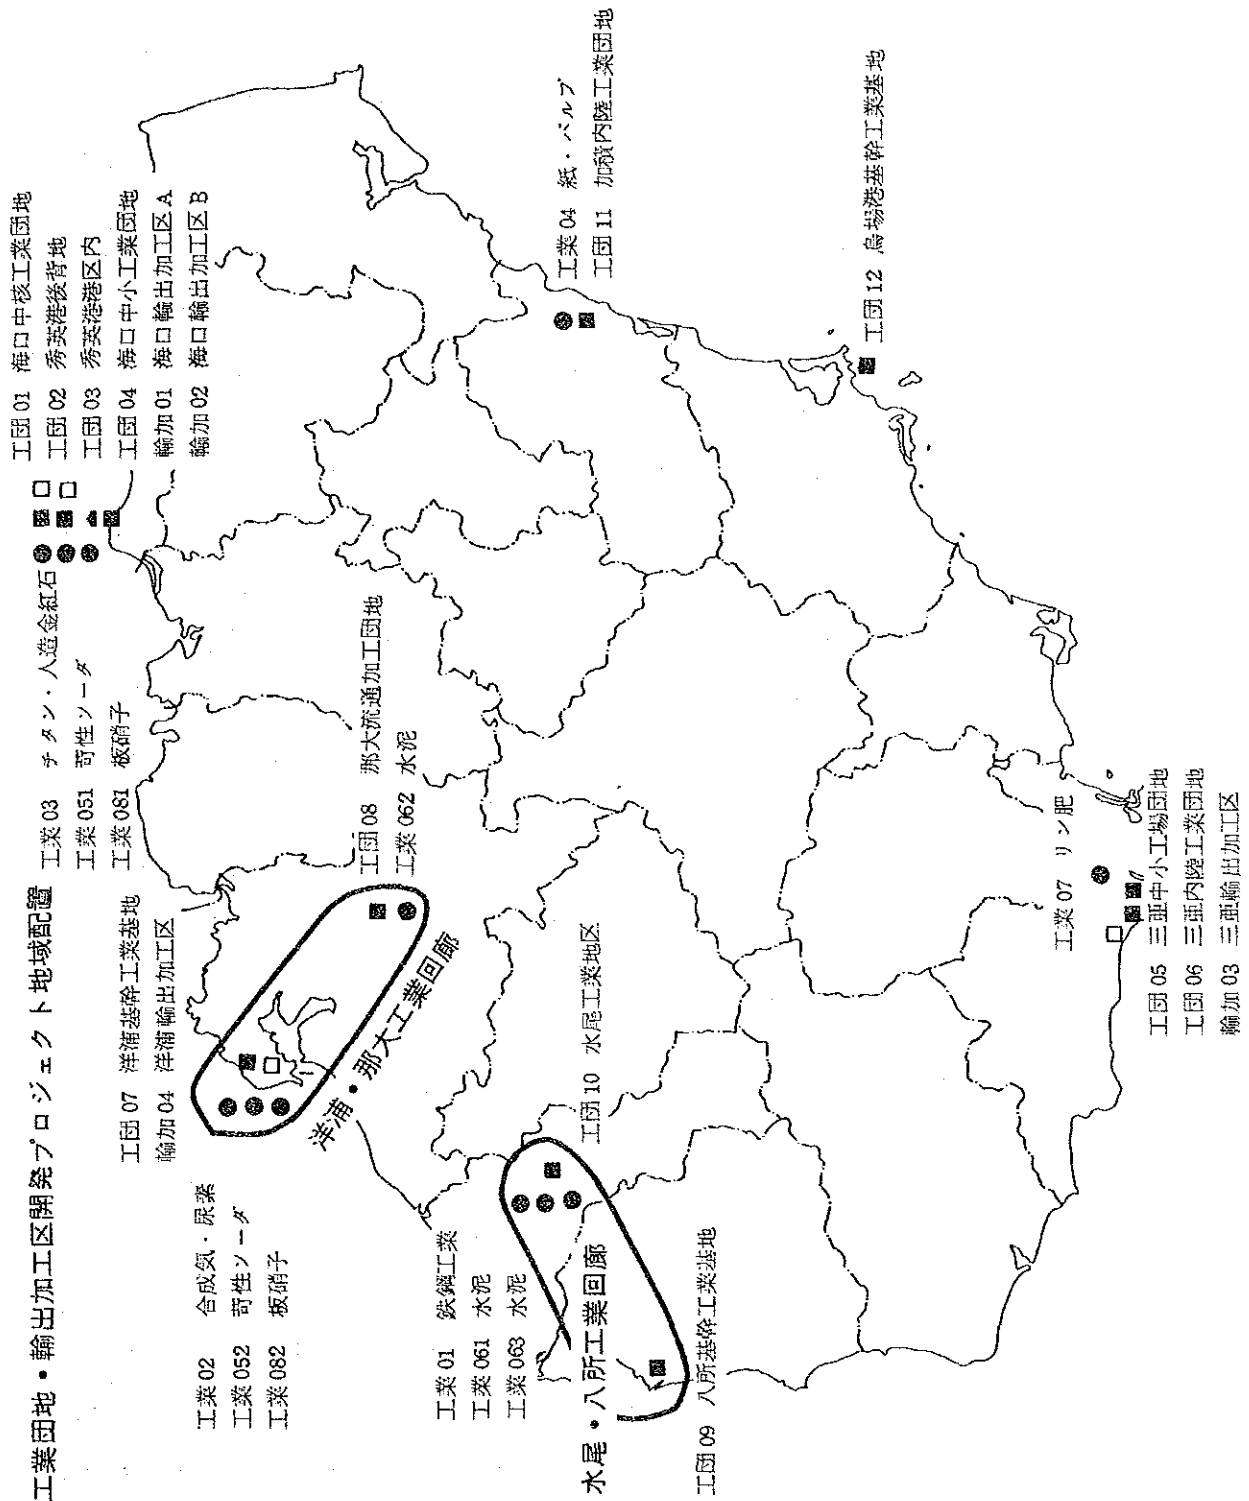 工業団地・輸出加工区開発プロジェクト地域配置
工業 03 チタン・人造金紅石
工業 051 苛性ソーダ
工業 081 板硝子
工団 01 海口中核工業団地
工団 02 秀英港後背地
工団 03 秀英港港区内
工団 04 海口中小工業団地
輸加 01 海口輸出加工区 A
輸加 02 海口輸出加工区 B
工団 07 洋浦基幹工業基地
輸加 04 洋浦輸出加工区
工業 02 合成気・尿素
工業 052 苛性ソーダ
工業 082 板硝子
洋浦・那大工業回廊
工団 08 那大流通加工団地
工業 062 水泥
工業 04 紙・パルプ
工団 11 加積内陸工業団地
工業 01 鉄鋼工業
工業 061 水泥
工業 063 水泥
水尾・八所工業回廊
工団 10 水尾工業地区
工団 09 八所基幹工業基地
工団 12 烏場港基幹工業基地
工業 07 リン肥
工団 05 三亜中小工場団地
工団 06 三亜内陸工業団地
輸加 03 三亜輸出加工区